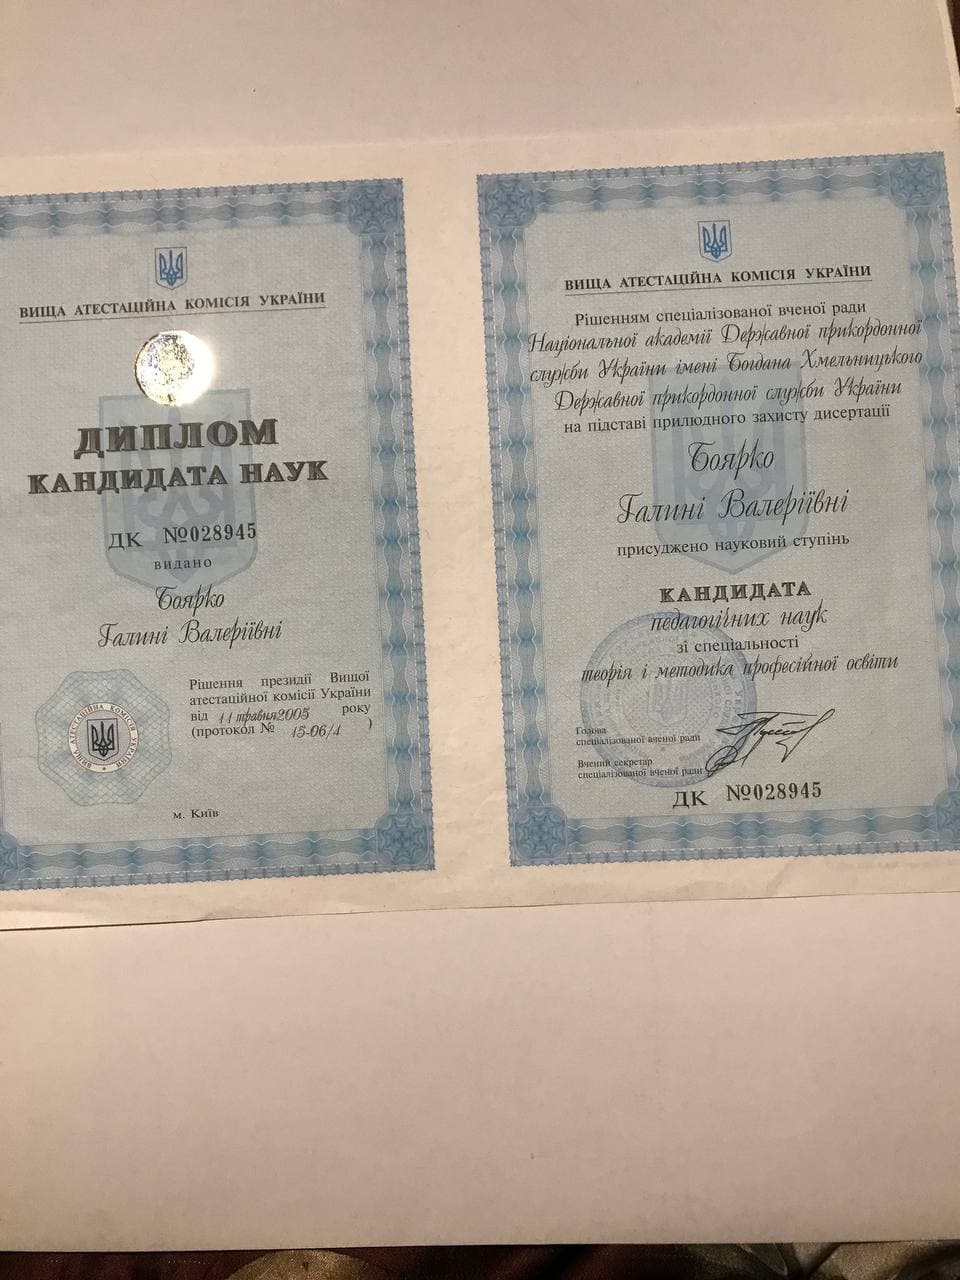 ВИЩА АТЕСТАЦІЙНА КОМІСІЯ УКРАЇНИ
ДИПЛОМ
КАНДИДАТА НАУК
ДК №028945
видано
Боярко
Галині Валеріївні
Рішення президії Вищої
атестаційної комісії України
від 11 травня 2005 року
(протокол № 15-06/4 )
ВИЩА АТЕСТАЦІЙНА КОМІСІЯ УКРАЇНИ
м. Київ
ВИЩА АТЕСТАЦІЙНА КОМІСІЯ УКРАЇНИ
Рішенням спеціалізованої вченої ради
Національної академії Державної прикордонної
служби України імені Богдана Хмельницького
Державної прикордонної служби України
на підставі прилюдного захисту дисертації
Боярко
Галині Валеріївні
присуджено науковий ступінь
КАНДИДАТА
педагогічних наук
зі спеціальності
теорія і методика професійної освіти
Голова
спеціалізованої вченої ради
Вчений секретар
спеціалізованої вченої ради
ДК №028945